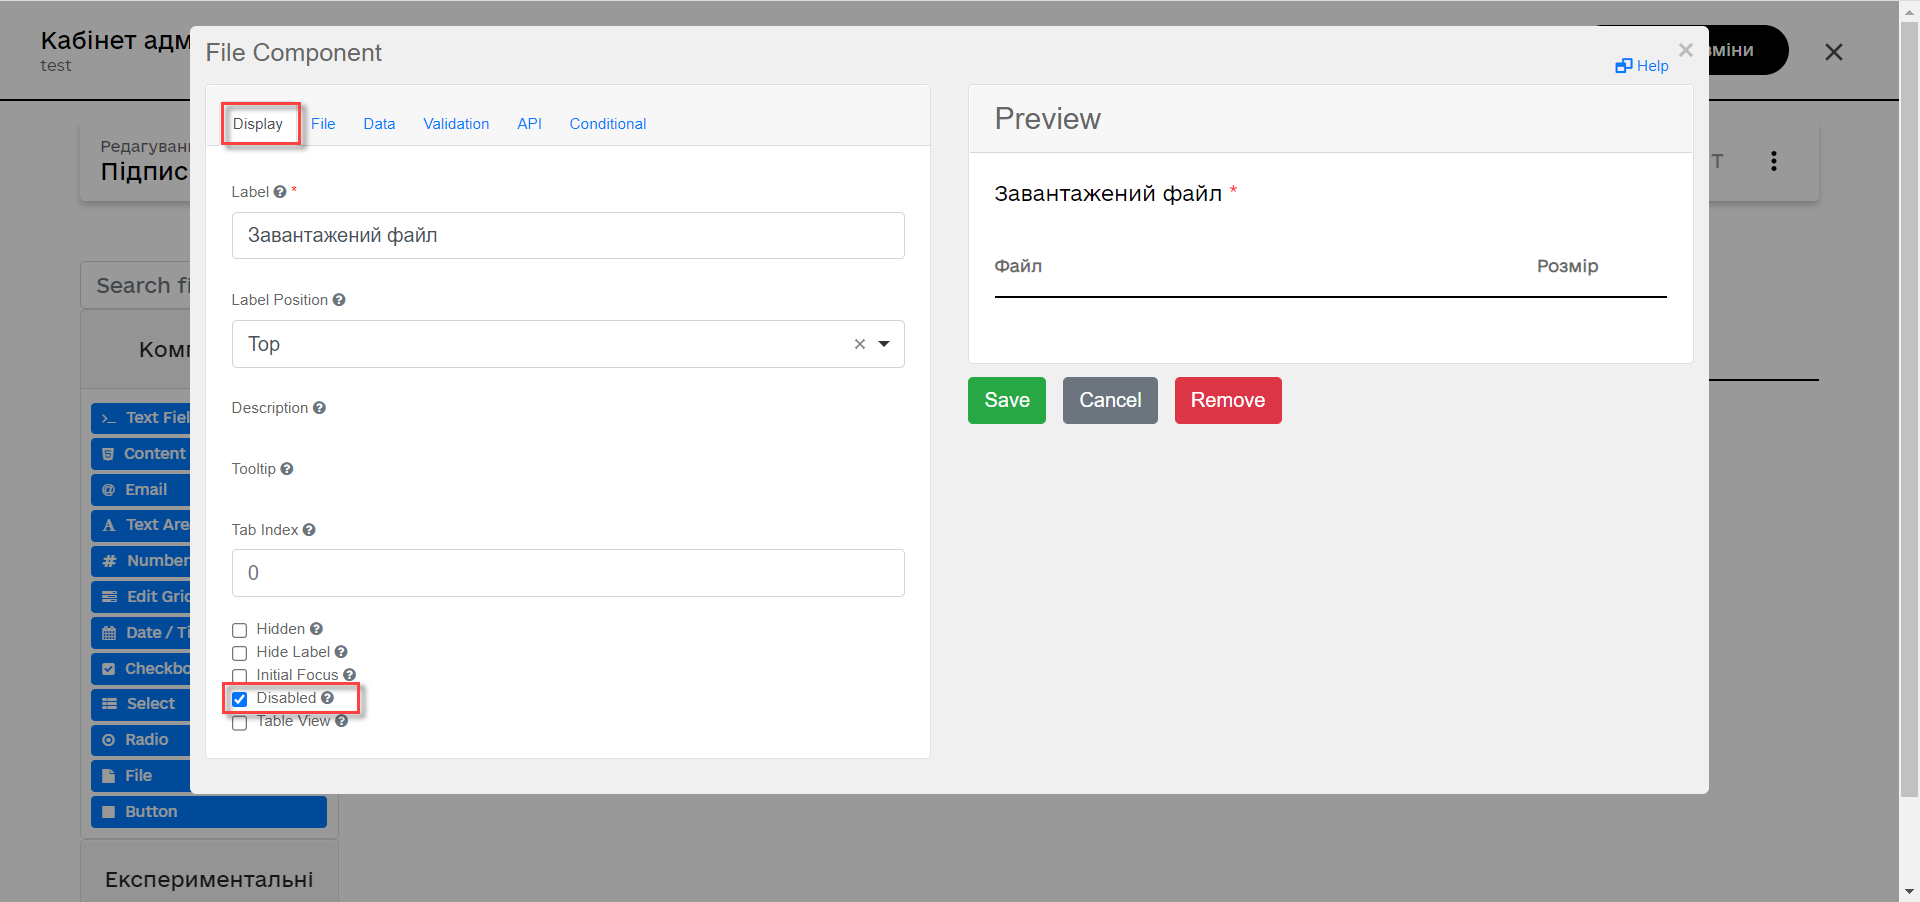 Кабінет адм
test
File Component
Help
міни
Display
File
Data
Validation
API
Conditional
Preview
Редагуван
Підпис
Т
Label *
Завантажений файл
Завантажений файл *
Файл
Розмір
Search fi
Label Position
Top
Ком
Save
Cancel
Remove
Description
Text Fiel
Content
Tooltip
Email
Text Are
Tab Index
Number
0
Edit Gri
Date / Ti
Hidden
Hide Label
Checkbo
Initial Focus
Disabled
Select
Table View
Radio
File
Button
Експериментальні